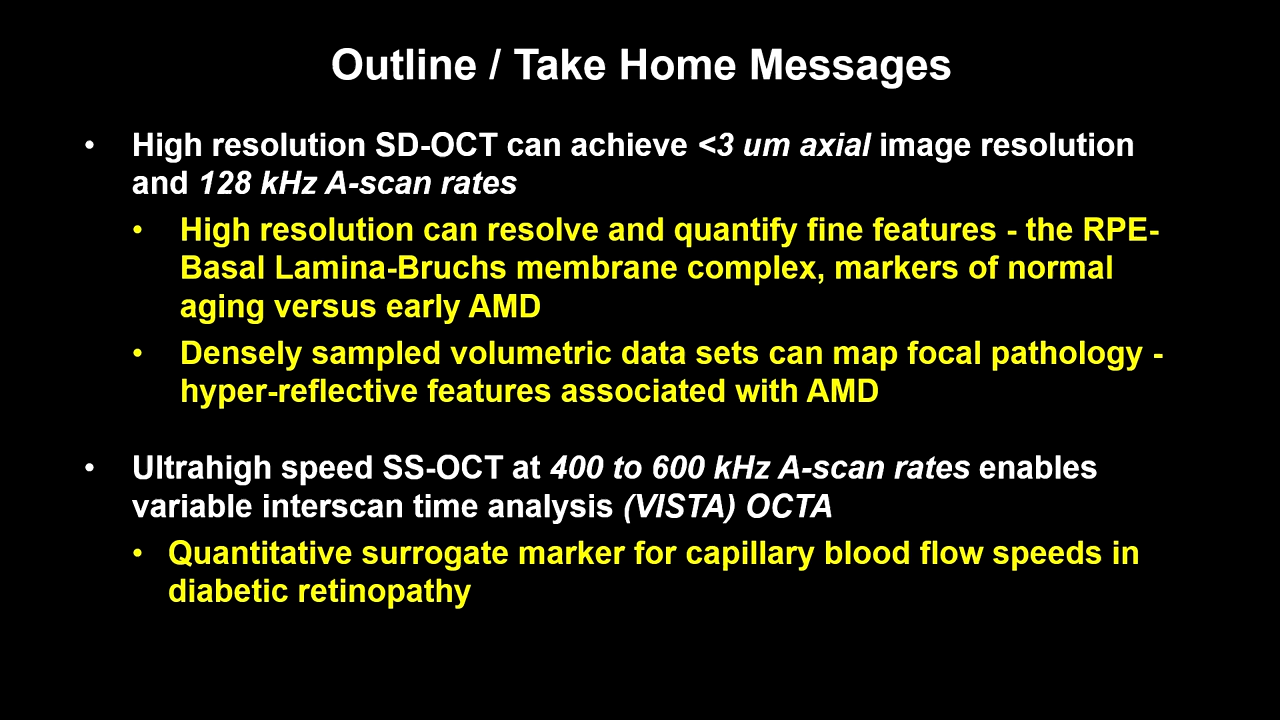 Outline / Take Home Messages
• High resolution SD-OCT can achieve <3 um axial image resolution
and 128 kHz A-scan rates
• High resolution can resolve and quantify fine features - the RPE-
Basal Lamina-Bruchs membrane complex, markers of normal
aging versus early AMD
• Densely sampled volumetric data sets can map focal pathology -
hyper-reflective features associated with AMD
• Ultrahigh speed SS-OCT at 400 to 600 kHz A-scan rates enables
variable interscan time analysis (VISTA) OCTA
• Quantitative surrogate marker for capillary blood flow speeds in
diabetic retinopathy